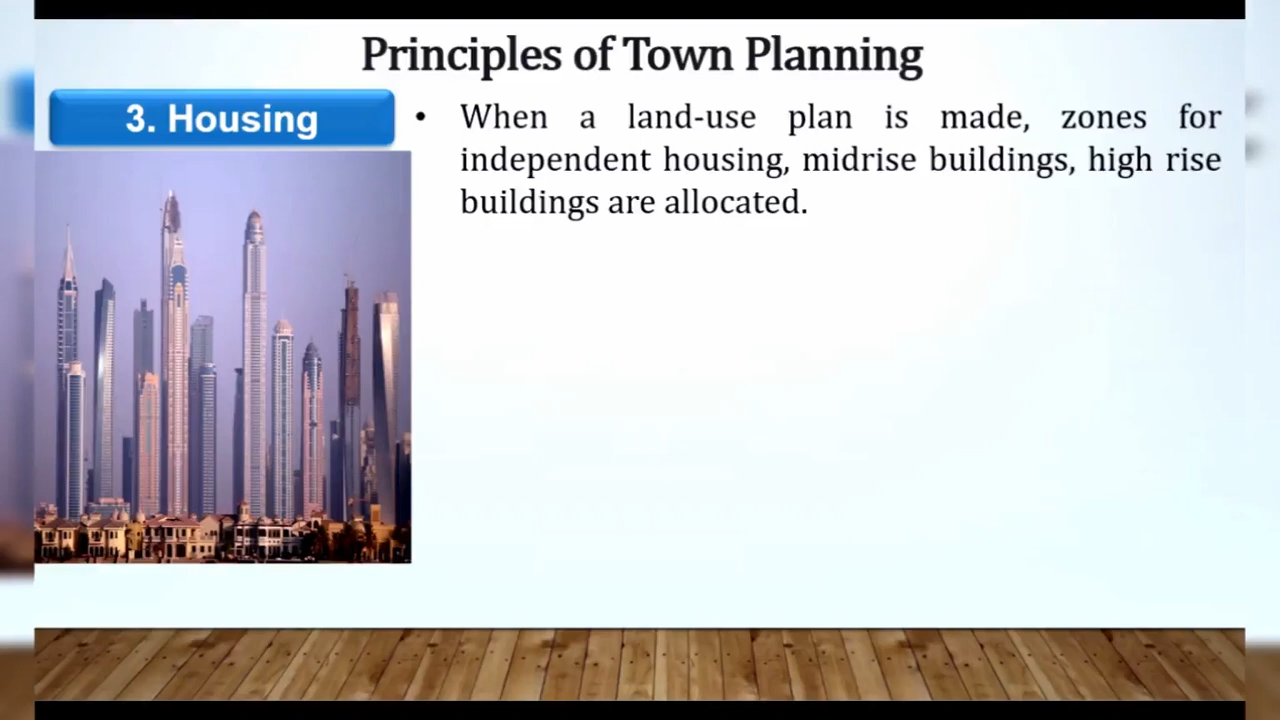 Principles of Town Planning
3. Housing
• When a land-use plan is made, zones for
independent housing, midrise buildings, high rise
buildings are allocated.